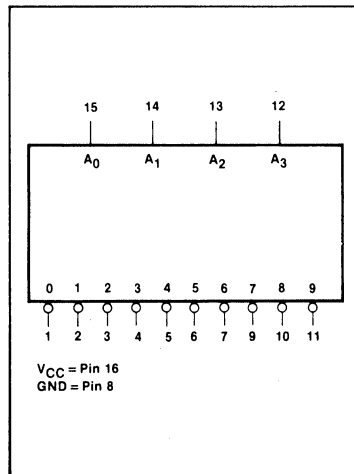 15 14 13 12
A0 A1 A2 A3
0 1 2 3 4 5 6 7 8 9
1 2 3 4 5 6 7 9 10 11
VCC = Pin 16
GND = Pin 8